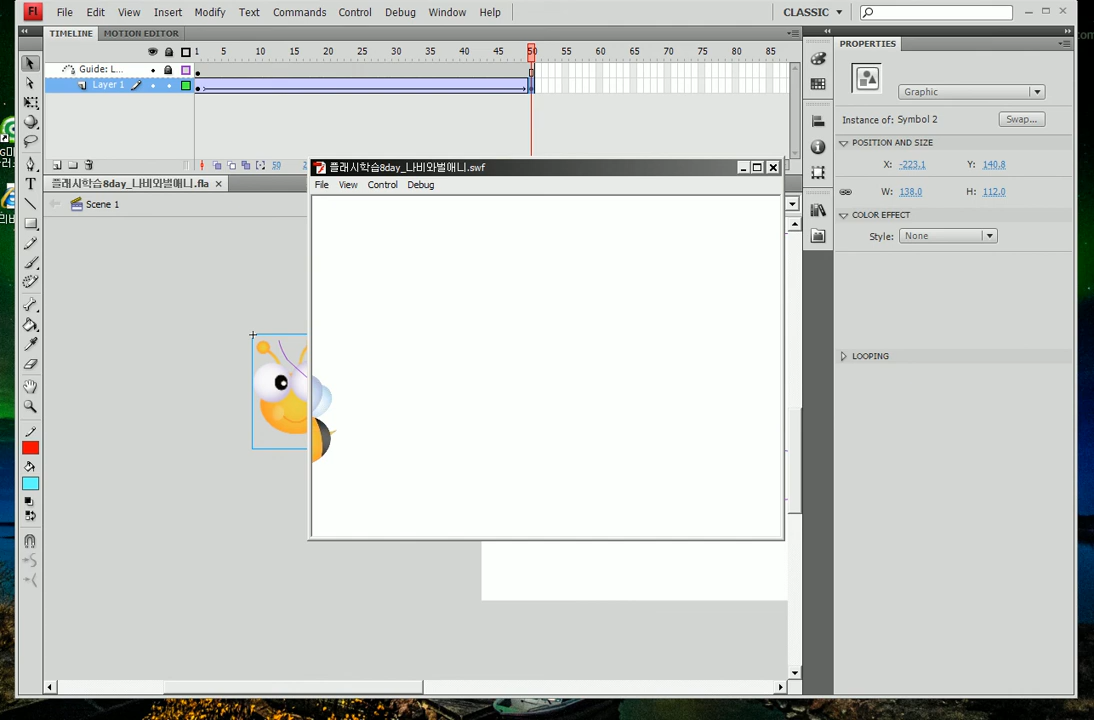 Fl File Edit View Insert Modify Text Commands Control Debug Window Help CLASSIC
TIMELINE MOTION EDITOR
PROPERTIES
1 5 10 15 20 25 30 35 40 45 50 55 60 65 70 75 80 85
Guide: L...
Layer 1
Graphic
Instance of: Symbol 2 Swap...
POSITION AND SIZE
X: -223.1 Y: 140.8
W: 138.0 H: 112.0
COLOR EFFECT
Style: None
LOOPING
50
플래시학습8day_나비와벌애니.fla
Scene 1
플래시학습8day_나비와벌애니.swf
File View Control Debug